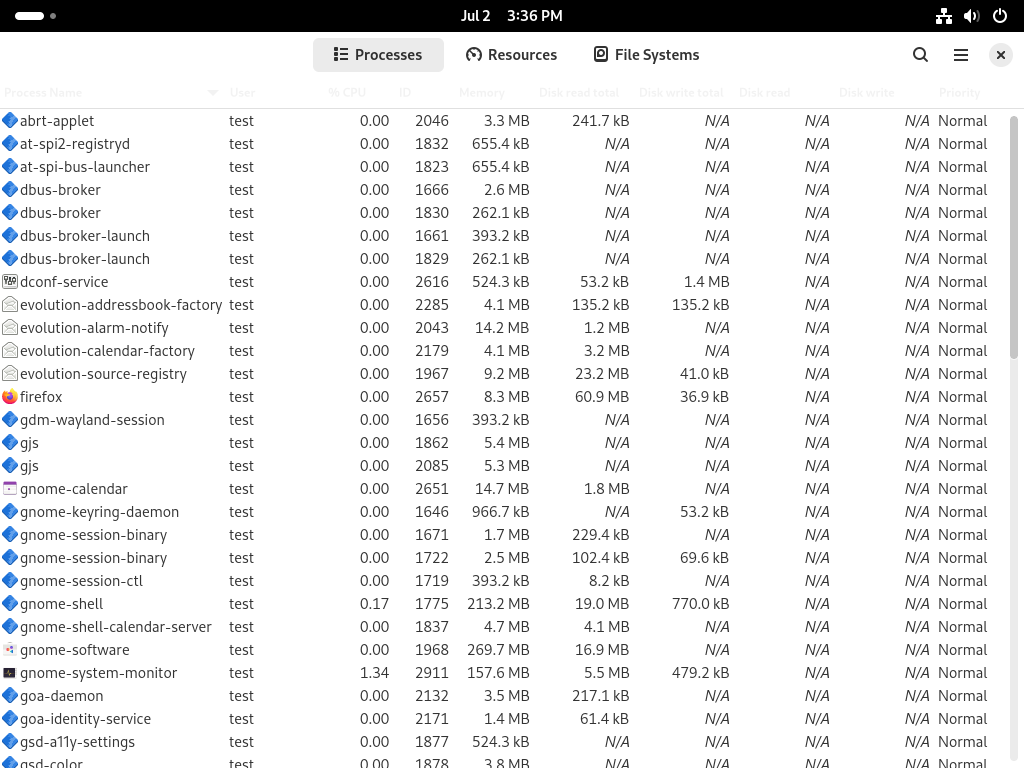 Jul 2 3:36 PM
Processes Resources File Systems
Process Name User % CPU ID Memory Disk read total Disk write total Disk read Disk write Priority
abrt-applet test 0.00 2046 3.3 MB 241.7 kB N/A N/A N/A Normal
at-spi2-registryd test 0.00 1832 655.4 kB N/A N/A N/A N/A Normal
at-spi-bus-launcher test 0.00 1823 655.4 kB N/A N/A N/A N/A Normal
dbus-broker test 0.00 1666 2.6 MB N/A N/A N/A N/A Normal
dbus-broker test 0.00 1830 262.1 kB N/A N/A N/A N/A Normal
dbus-broker-launch test 0.00 1661 393.2 kB N/A N/A N/A N/A Normal
dbus-broker-launch test 0.00 1829 262.1 kB N/A N/A N/A N/A Normal
dconf-service test 0.00 2616 524.3 kB 53.2 kB 1.4 MB N/A N/A Normal
evolution-addressbook-factory test 0.00 2285 4.1 MB 135.2 kB 135.2 kB N/A N/A Normal
evolution-alarm-notify test 0.00 2043 14.2 MB 1.2 MB N/A N/A N/A Normal
evolution-calendar-factory test 0.00 2179 4.1 MB 3.2 MB N/A N/A N/A Normal
evolution-source-registry test 0.00 1967 9.2 MB 23.2 MB 41.0 kB N/A N/A Normal
firefox test 0.00 2657 8.3 MB 60.9 MB 36.9 kB N/A N/A Normal
gdm-wayland-session test 0.00 1656 393.2 kB N/A N/A N/A N/A Normal
gjs test 0.00 1862 5.4 MB N/A N/A N/A N/A Normal
gjs test 0.00 2085 5.3 MB N/A N/A N/A N/A Normal
gnome-calendar test 0.00 2651 14.7 MB 1.8 MB N/A N/A N/A Normal
gnome-keyring-daemon test 0.00 1646 966.7 kB N/A 53.2 kB N/A N/A Normal
gnome-session-binary test 0.00 1671 1.7 MB 229.4 kB N/A N/A N/A Normal
gnome-session-binary test 0.00 1722 2.5 MB 102.4 kB 69.6 kB N/A N/A Normal
gnome-session-ctl test 0.00 1719 393.2 kB 8.2 kB N/A N/A N/A Normal
gnome-shell test 0.17 1775 213.2 MB 19.0 MB 770.0 kB N/A N/A Normal
gnome-shell-calendar-server test 0.00 1837 4.7 MB 4.1 MB N/A N/A N/A Normal
gnome-software test 0.00 1968 269.7 MB 16.9 MB N/A N/A N/A Normal
gnome-system-monitor test 1.34 2911 157.6 MB 5.5 MB 479.2 kB N/A N/A Normal
goa-daemon test 0.00 2132 3.5 MB 217.1 kB N/A N/A N/A Normal
goa-identity-service test 0.00 2171 1.4 MB 61.4 kB N/A N/A N/A Normal
gsd-a11y-settings test 0.00 1877 524.3 kB N/A N/A N/A N/A Normal
gsd-color test 0.00 1878 3.8 MB N/A N/A N/A N/A Normal